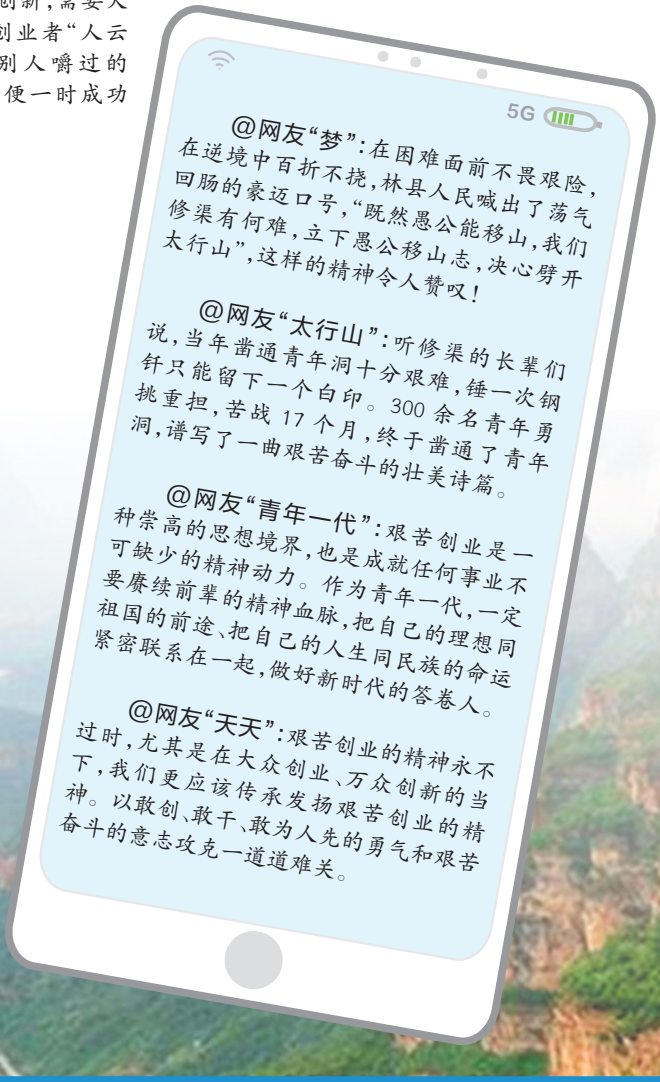 创新,需要大
创业者“人云
别人嚼过的
便一时成功
5G
@网友“梦”:在困难面前不畏艰险,
在逆境中百折不挠,林县人民喊出了荡气
回肠的豪迈口号,“既然愚公能移山,我们
修渠有何难,立下愚公移山志,决心劈开
太行山”,这样的精神令人赞叹!
@网友“太行山”:听修渠的长辈们
说,当年凿通青年洞十分艰难,锤一次钢
钎只能留下一个白印。300 余名青年勇
挑重担,苦战 17 个月,终于凿通了青年
洞,谱写了一曲艰苦奋斗的壮美诗篇。
@网友“青年一代”:艰苦创业是一
种崇高的思想境界,也是成就任何事业不
可缺少的精神动力。作为青年一代,一定
要赓续前辈的精神血脉,把自己的理想同
祖国的前途、把自己的人生同民族的命运
紧密联系在一起,做好新时代的答卷人。
@网友“天天”:艰苦创业的精神永不
过时,尤其是在大众创业、万众创新的当
下,我们更应该传承发扬艰苦创业的精
神。以敢创、敢干、敢为人先的勇气和艰苦
奋斗的意志攻克一道道难关。